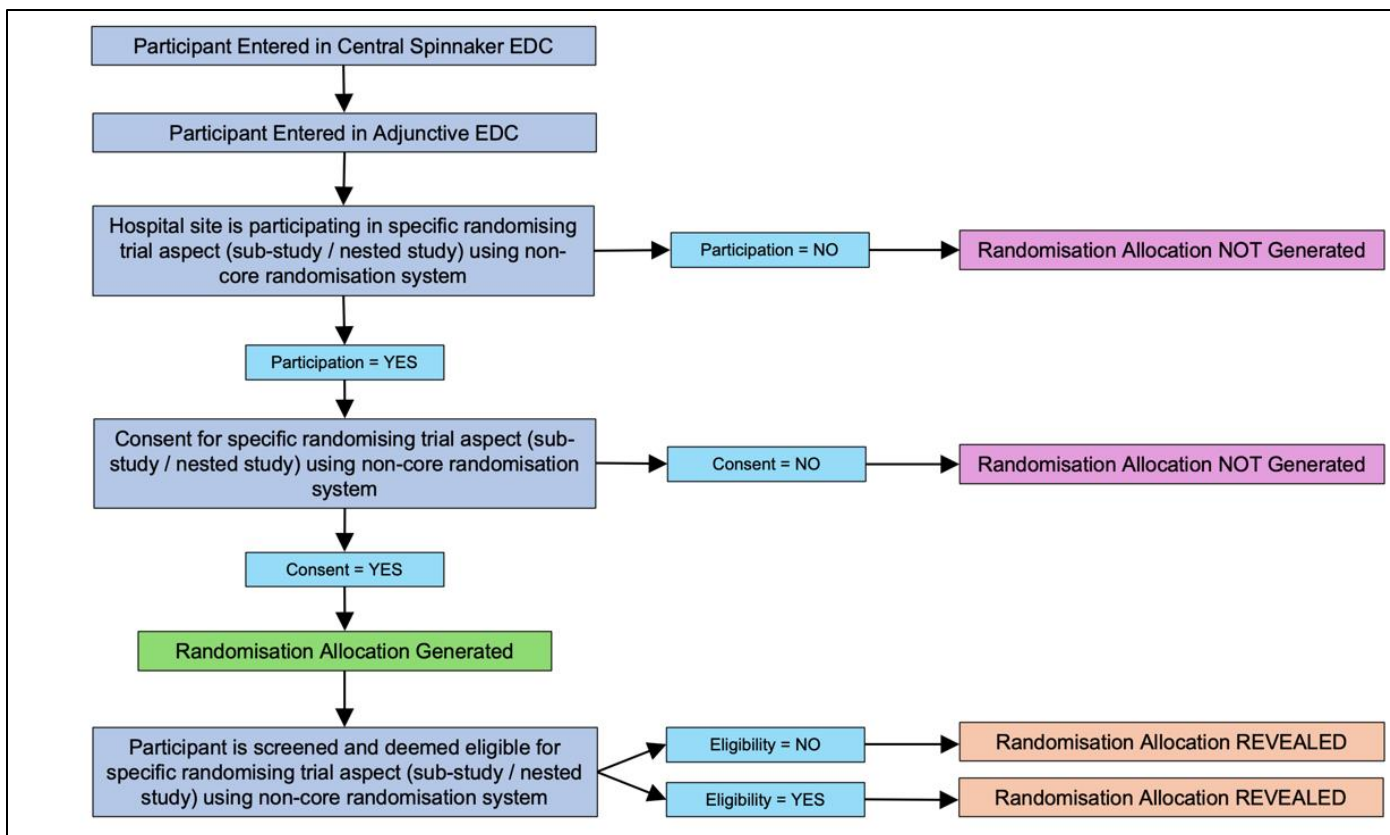 Participant Entered in Central Spinnaker EDC
Participant Entered in Adjunctive EDC
Hospital site is participating in specific randomising
trial aspect (sub-study / nested study) using non-
core randomisation system
Participation = NO
Randomisation Allocation NOT Generated
Participation = YES
Consent for specific randomising trial aspect (sub-
study / nested study) using non-core randomisation
system
Consent = NO
Randomisation Allocation NOT Generated
Consent = YES
Randomisation Allocation Generated
Participant is screened and deemed eligible for
specific randomising trial aspect (sub-study / nested
study) using non-core randomisation system
Eligibility = NO
Randomisation Allocation REVEALED
Eligibility = YES
Randomisation Allocation REVEALED